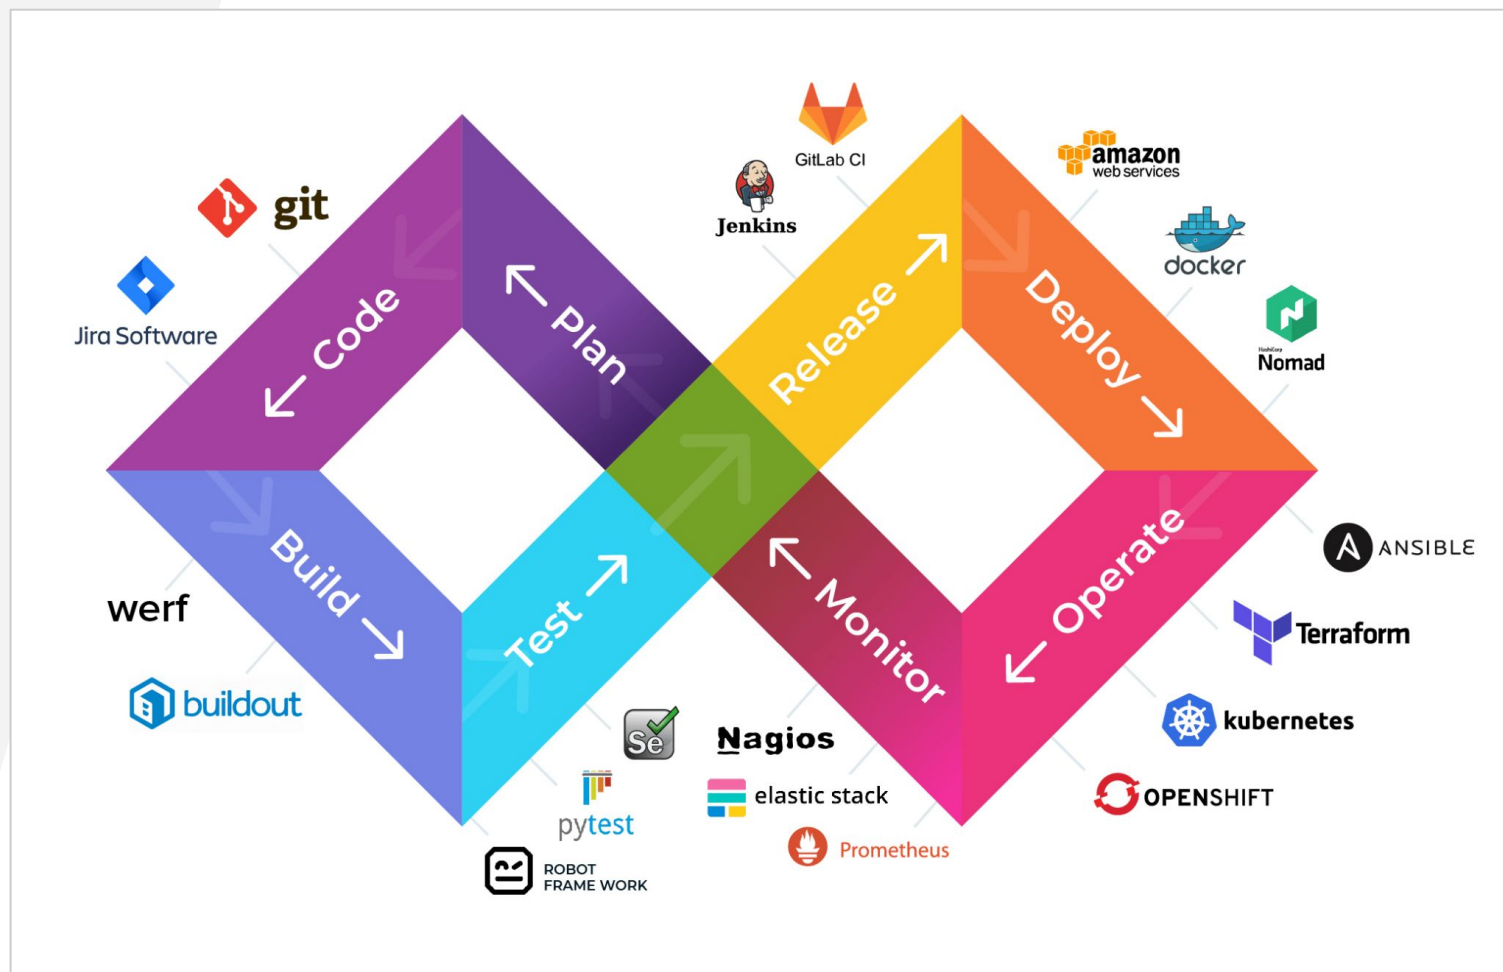 GitLab CI
Jenkins
git
Jira Software
amazon
web services
docker
HashiCorp
Nomad
Code
Plan
Release
Deploy
Build
Test
Monitor
Operate
werf
buildout
ANSIBLE
Terraform
kubernetes
OPENSHIFT
Se
pytest
ROBOT
FRAME WORK
Nagios
elastic stack
Prometheus